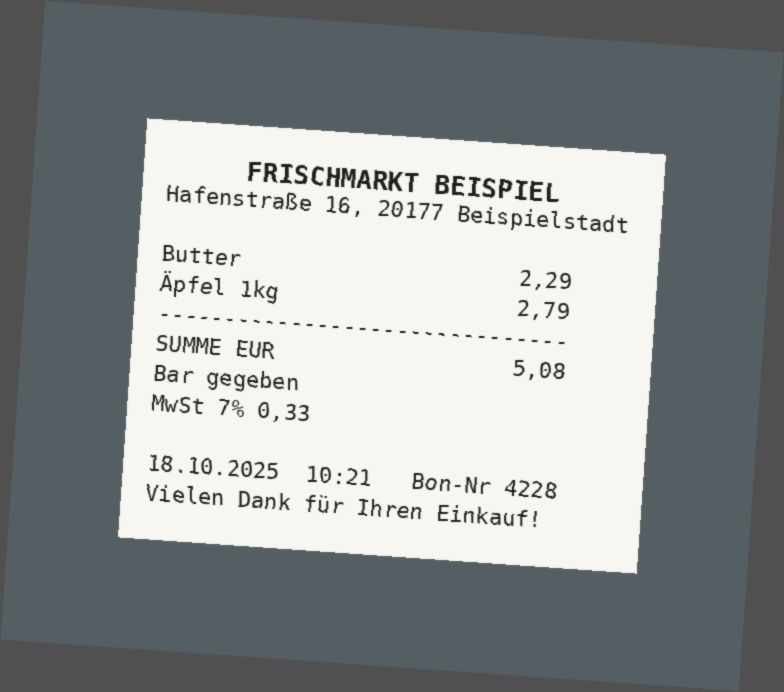 FRISCHMARKT BEISPIEL
Hafenstraße 16, 20177 Beispielstadt
Butter 2,29
Äpfel 1kg 2,79
--------------------------------
SUMME EUR 5,08
Bar gegeben
MwSt 7% 0,33
18.10.2025 10:21 Bon-Nr 4228
Vielen Dank für Ihren Einkauf!